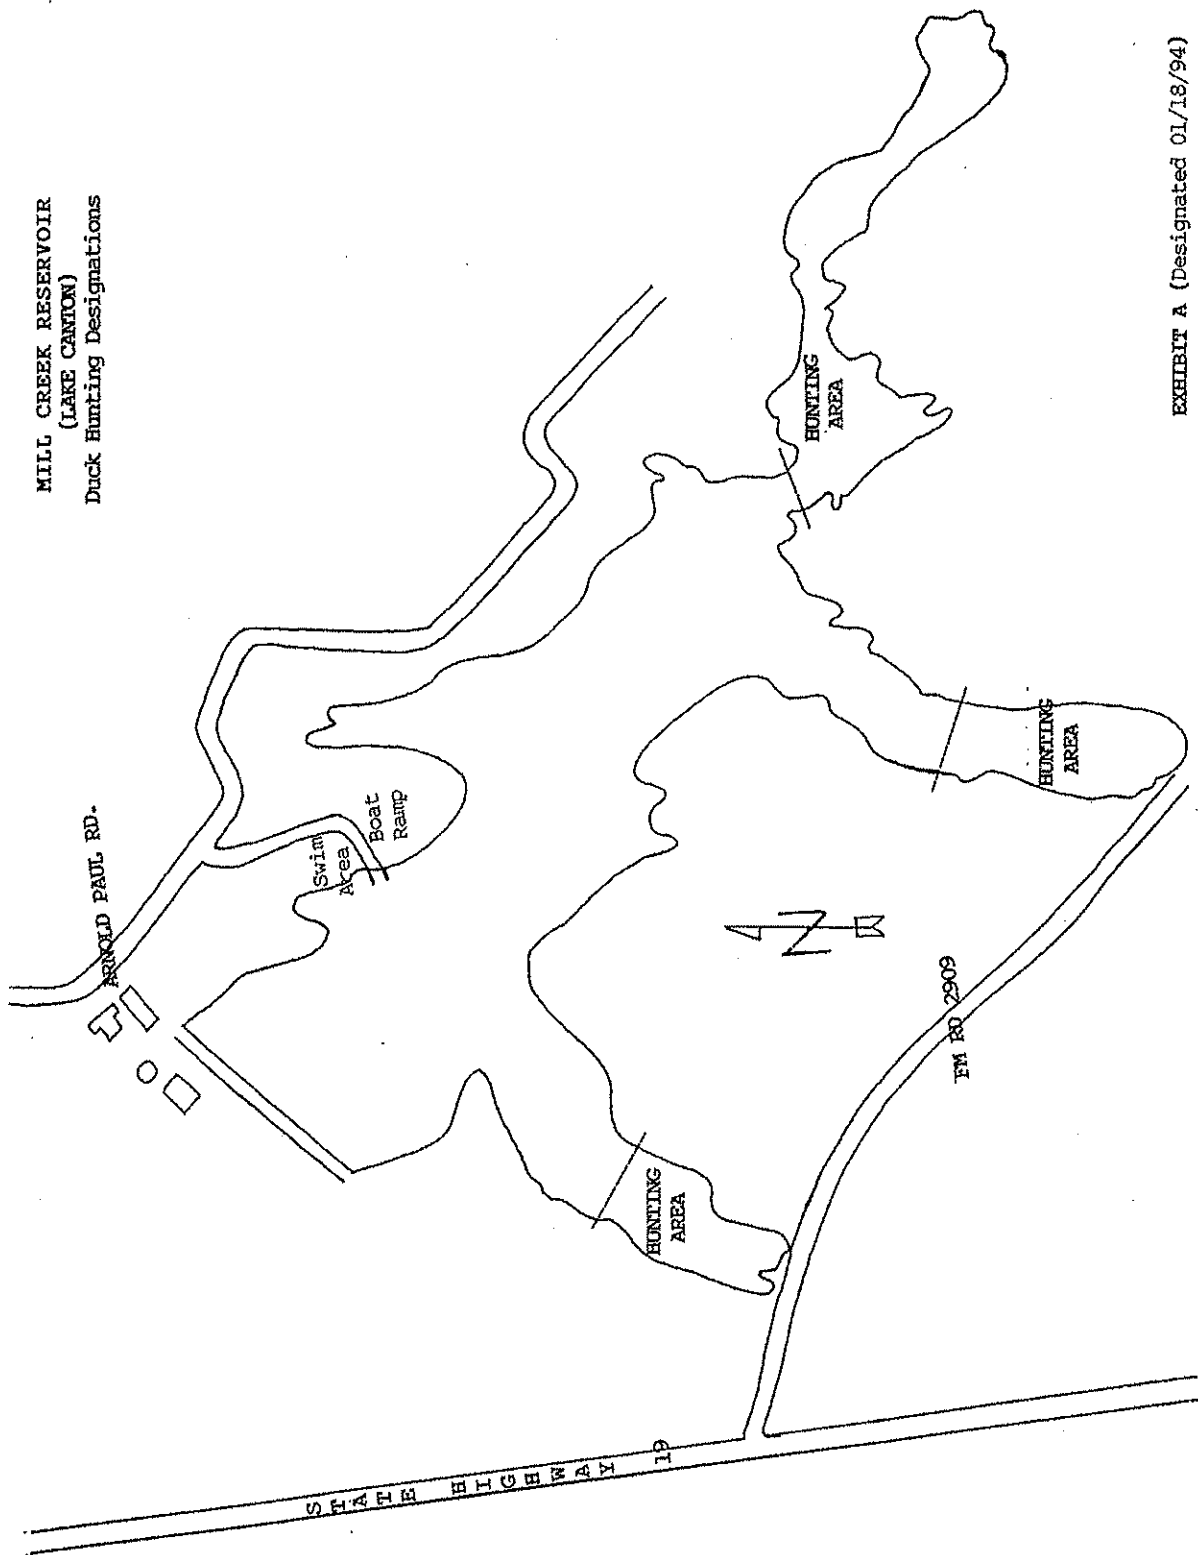 MILL CREEK RESERVOIR
(LAKE CANTON)
Duck Hunting Designations
ARNOLD PAUL RD.
Swim
Area
Boat
Ramp
HUNTING
AREA
HUNTING
AREA
HUNTING
AREA
N
FM RD 2909
STATE HIGHWAY 19
EXHIBIT A (Designated 01/18/94)